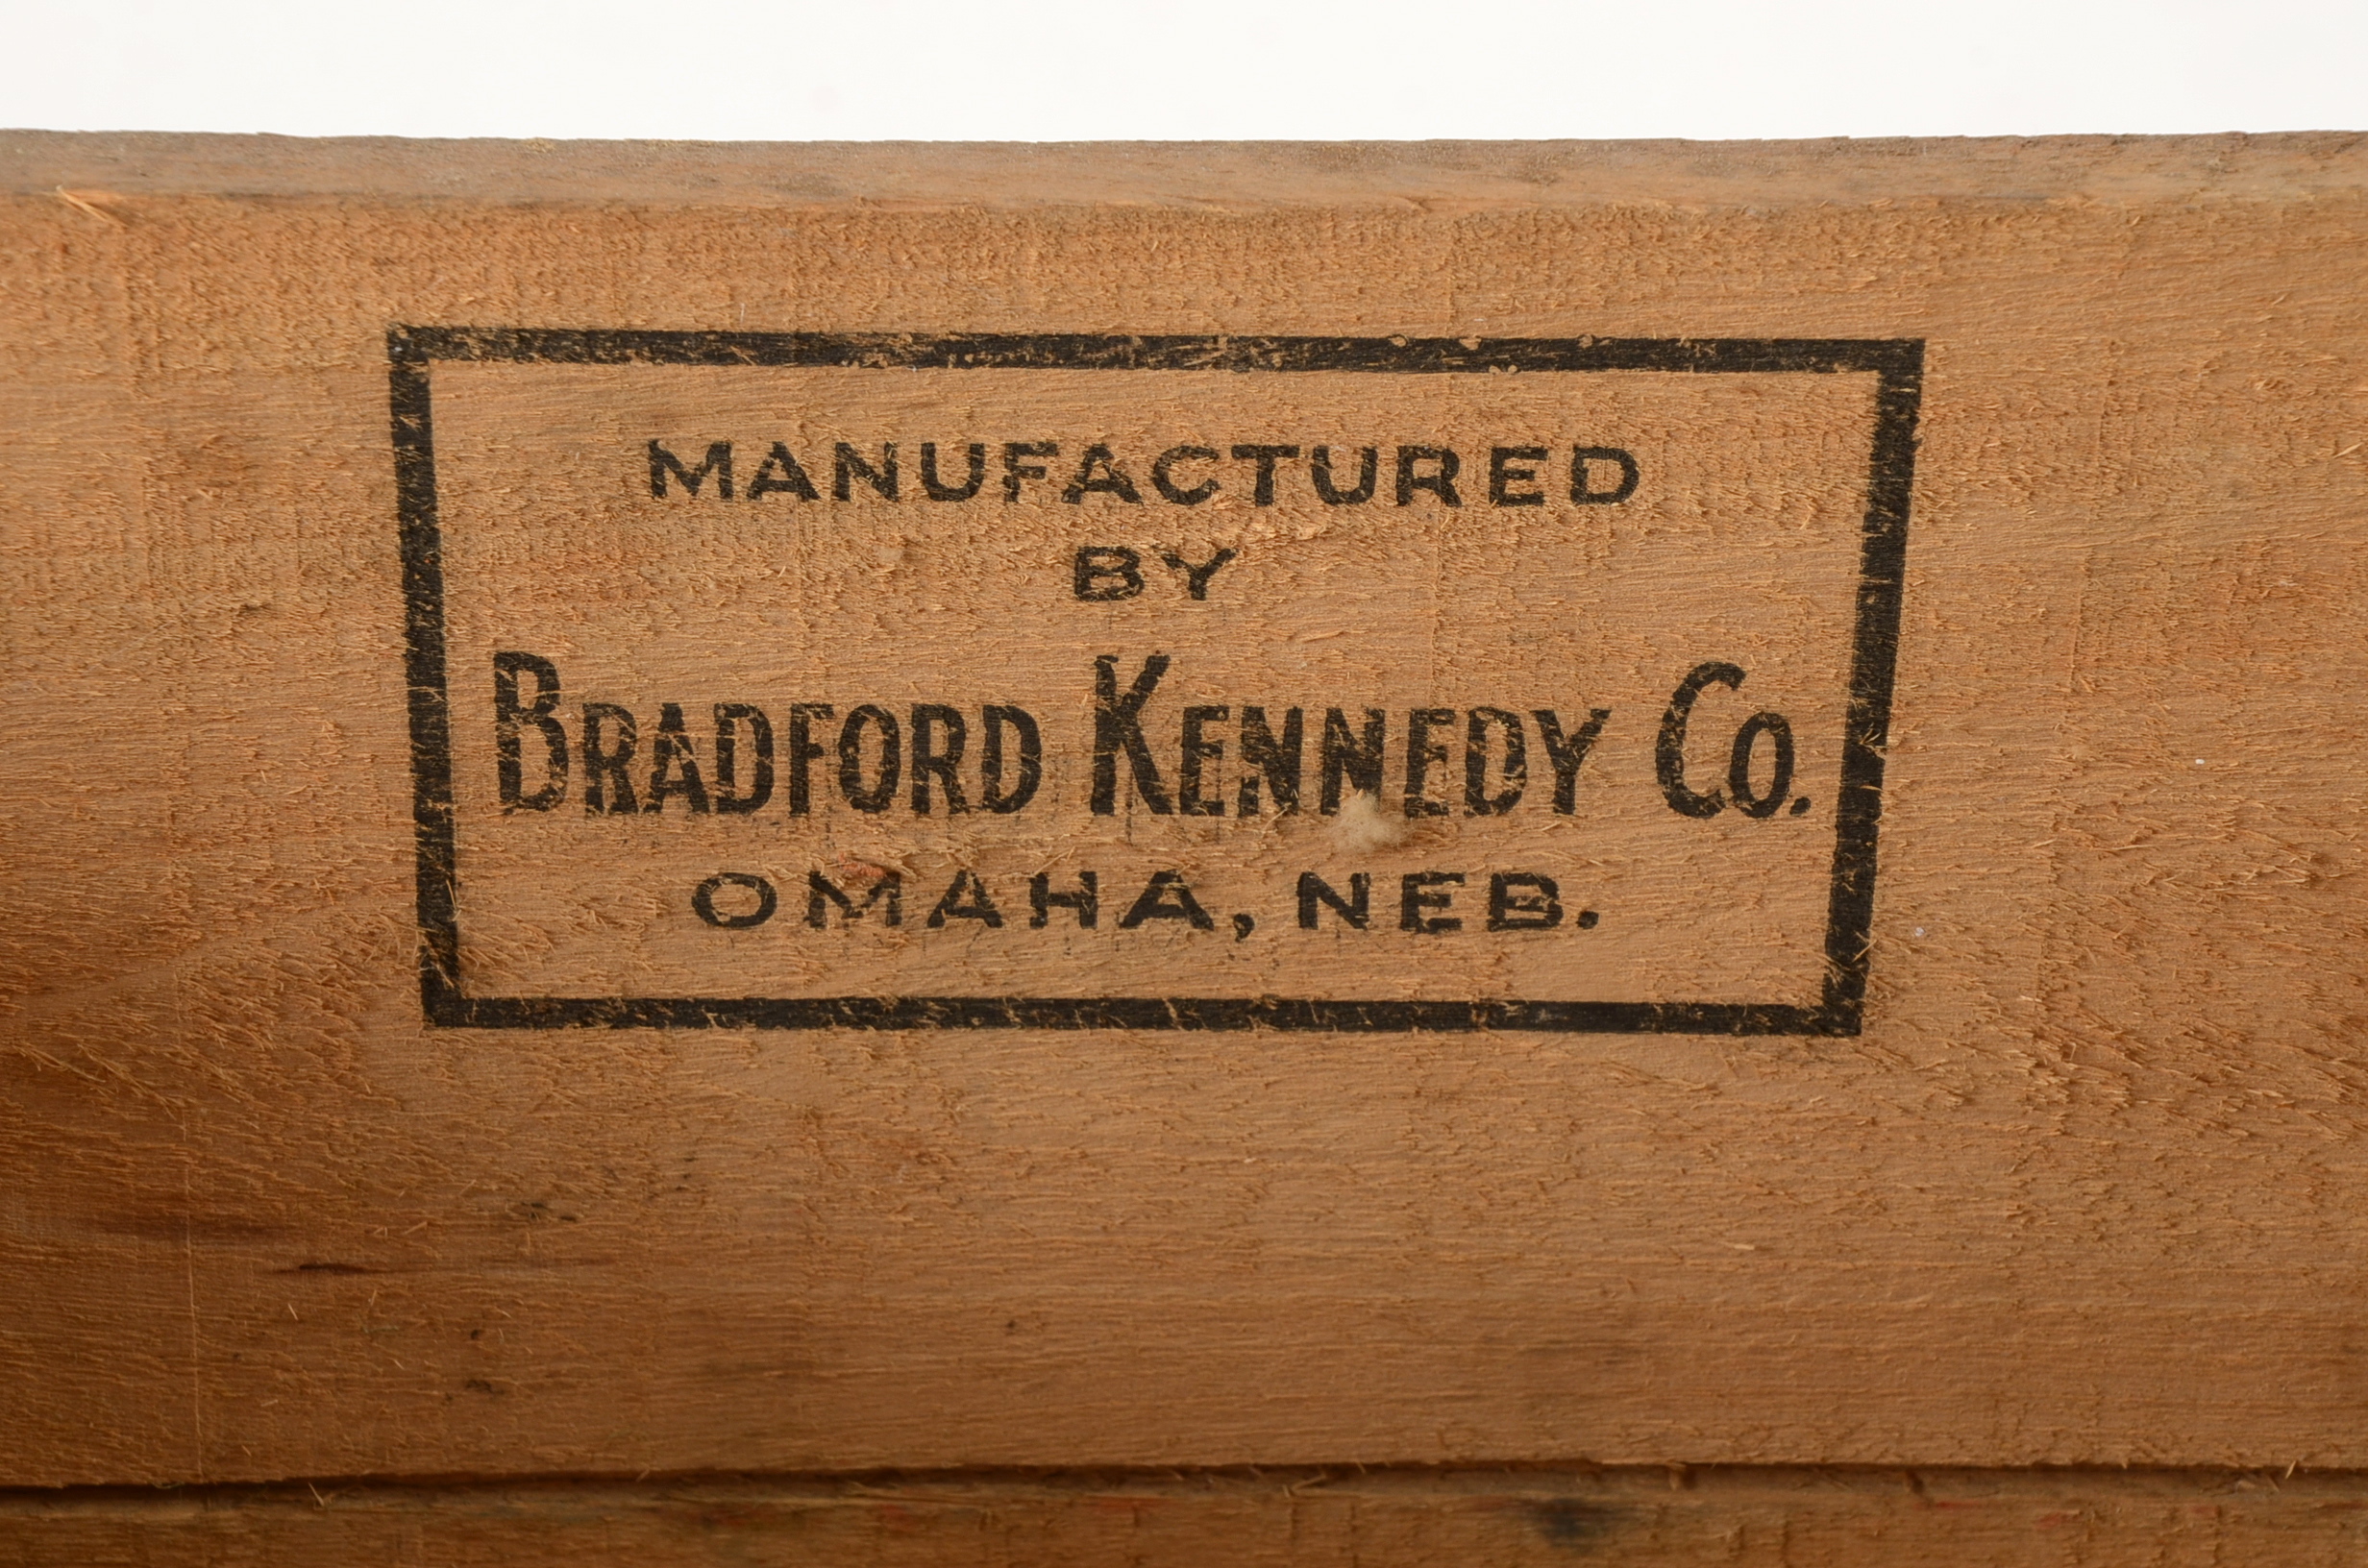 MANUFACTURED
BY
BRADFORD KENNEDY CO.
OMAHA, NEB.